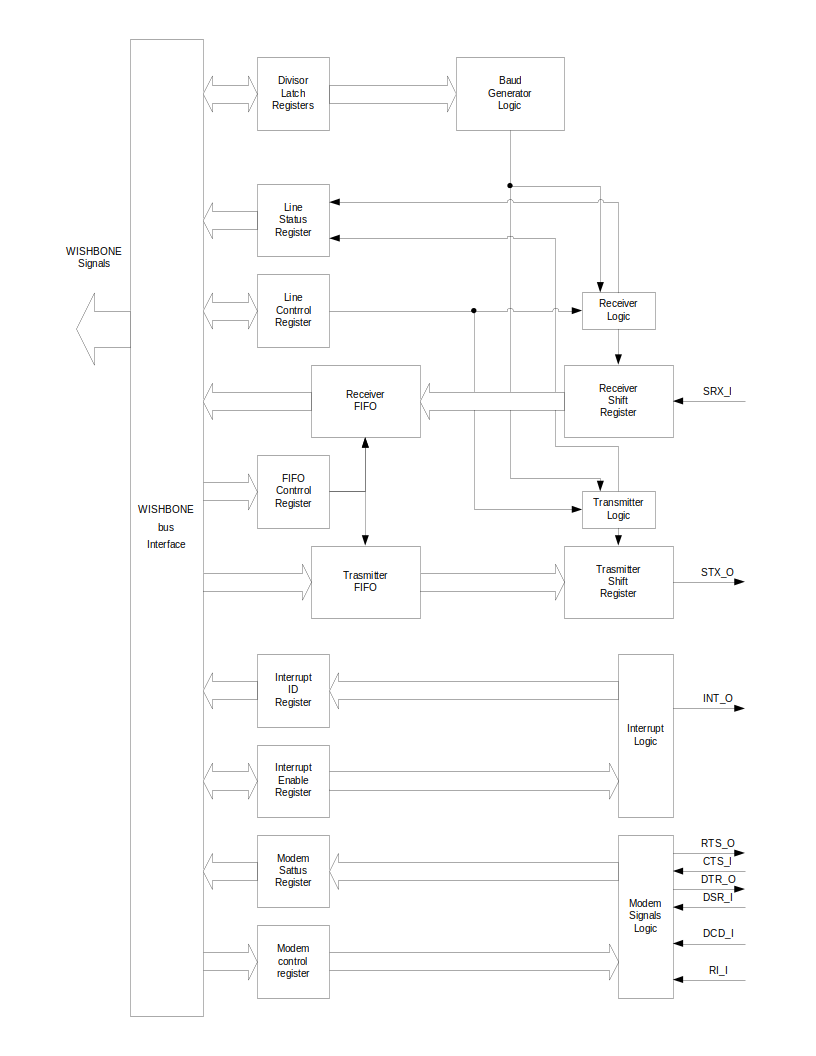 Divisor
Latch
Registers
Baud
Generator
Logic
Line
Status
Register
WISHBONE
Signals
Line
Contrrol
Register
Receiver
Logic
Receiver
FIFO
Receiver
Shift
Register
SRX_I
FIFO
Contrrol
Register
WISHBONE
bus
Interface
Transmitter
Logic
Trasmitter
FIFO
Trasmitter
Shift
Register
STX_O
Interrupt
ID
Register
INT_O
Interrupt
Logic
Interrupt
Enable
Register
Modem
Sattus
Register
RTS_O
CTS_I
DTR_O
DSR_I
Modem
Signals
Logic
DCD_I
RI_I
Modem
control
register